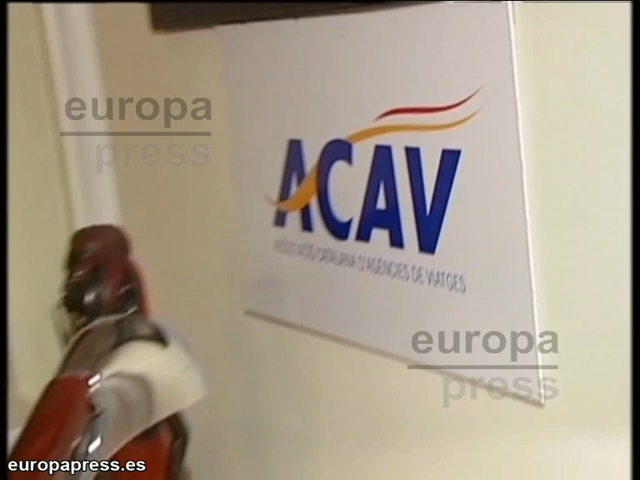 europa
press
ACAV
ASSOCIACIÓ CATALANA D'AGÈNCIES DE VIATGES
europa
press
europapress.es